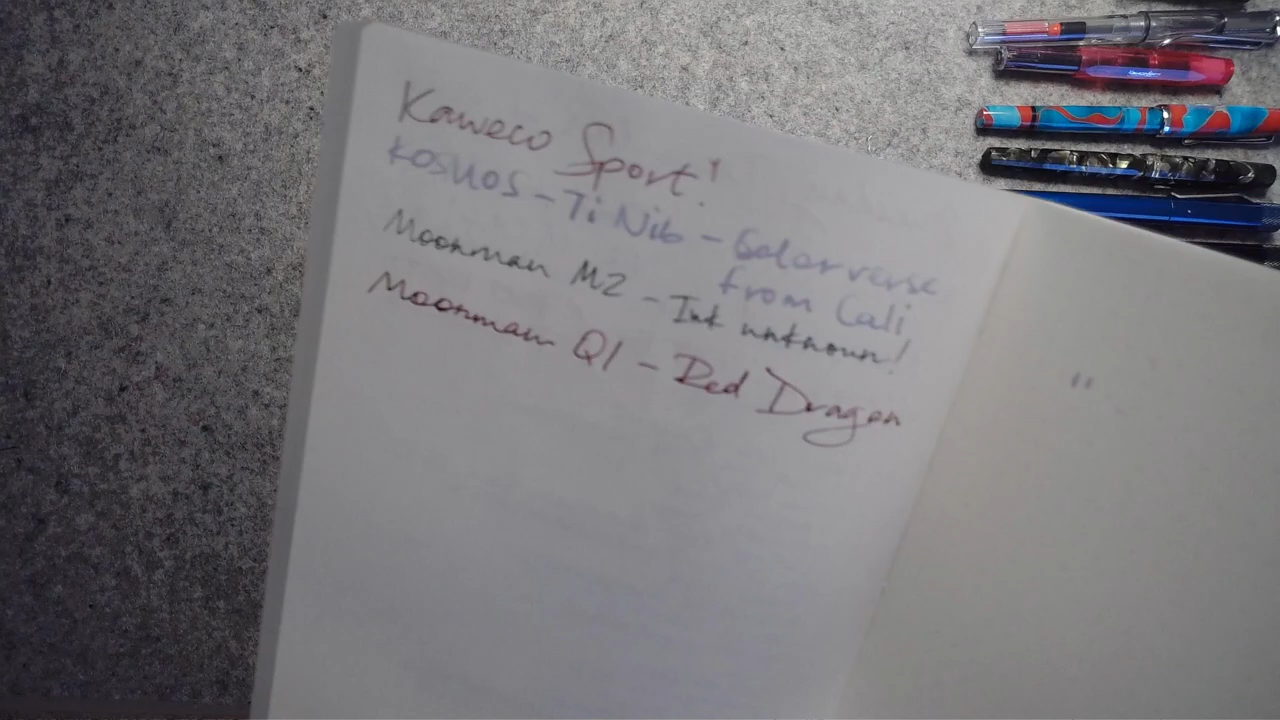 Kaweco Sport!
KOSMOS - Ti Nib - Colorverse
from Cali
Moonman M2 - Ink unknown!
Moonman Q1 - Red Dragon